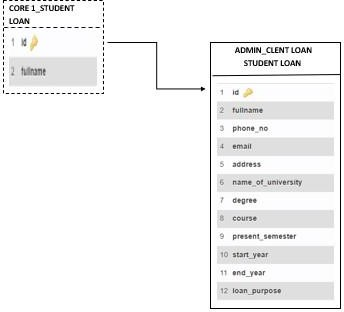 CORE 1_STUDENT
LOAN
1 id
2 fullname
ADMIN_CLENT LOAN
STUDENT LOAN
1 id
2 fullname
3 phone_no
4 email
5 address
6 name_of_university
7 degree
8 course
9 present_semester
10 start_year
11 end_year
12 loan_purpose